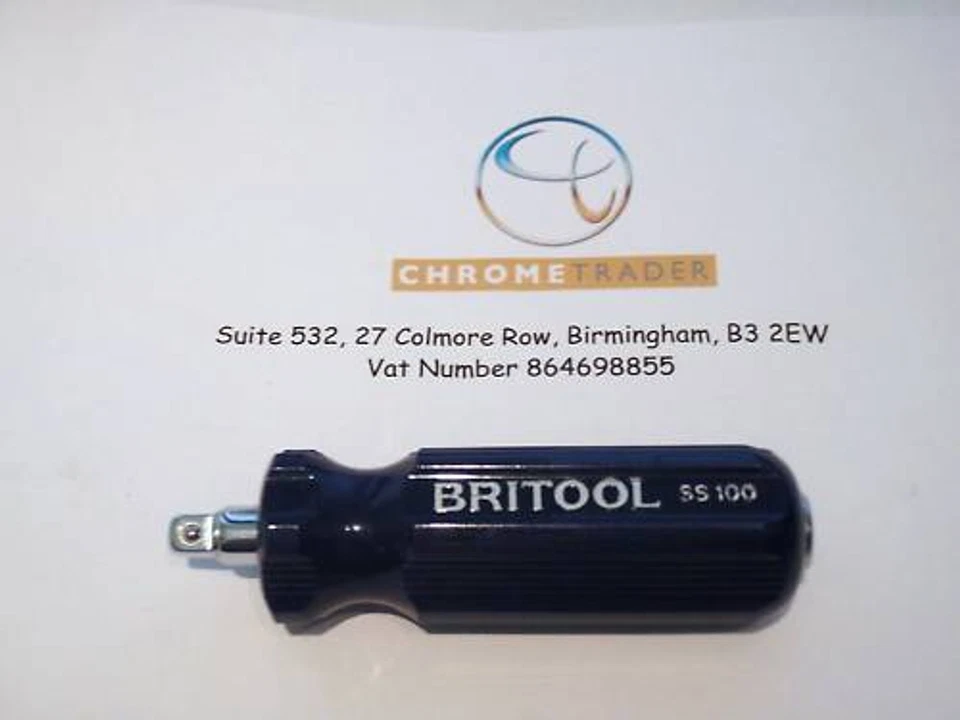 CHROMETRADER
Suite 532, 27 Colmore Row, Birmingham, B3 2EW
Vat Number 864698855
BRITOOL SS100